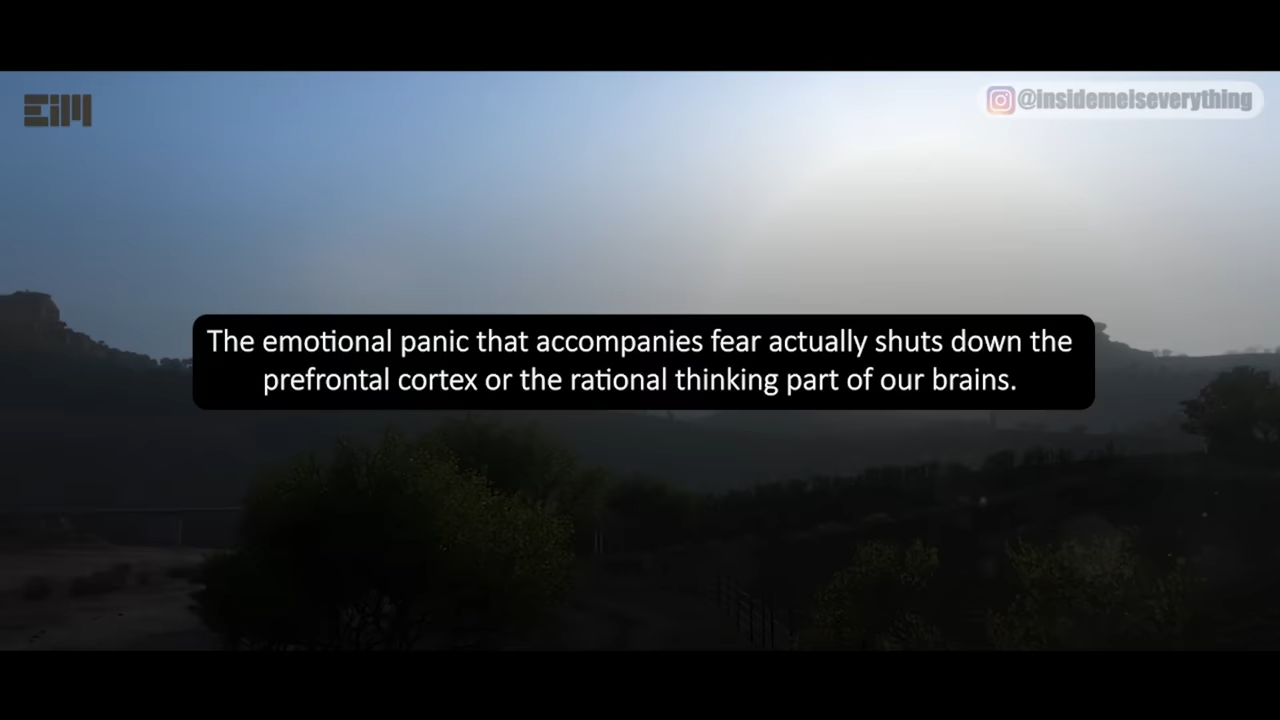 EiM
@insidemeiseverything
The emotional panic that accompanies fear actually shuts down the
prefrontal cortex or the rational thinking part of our brains.